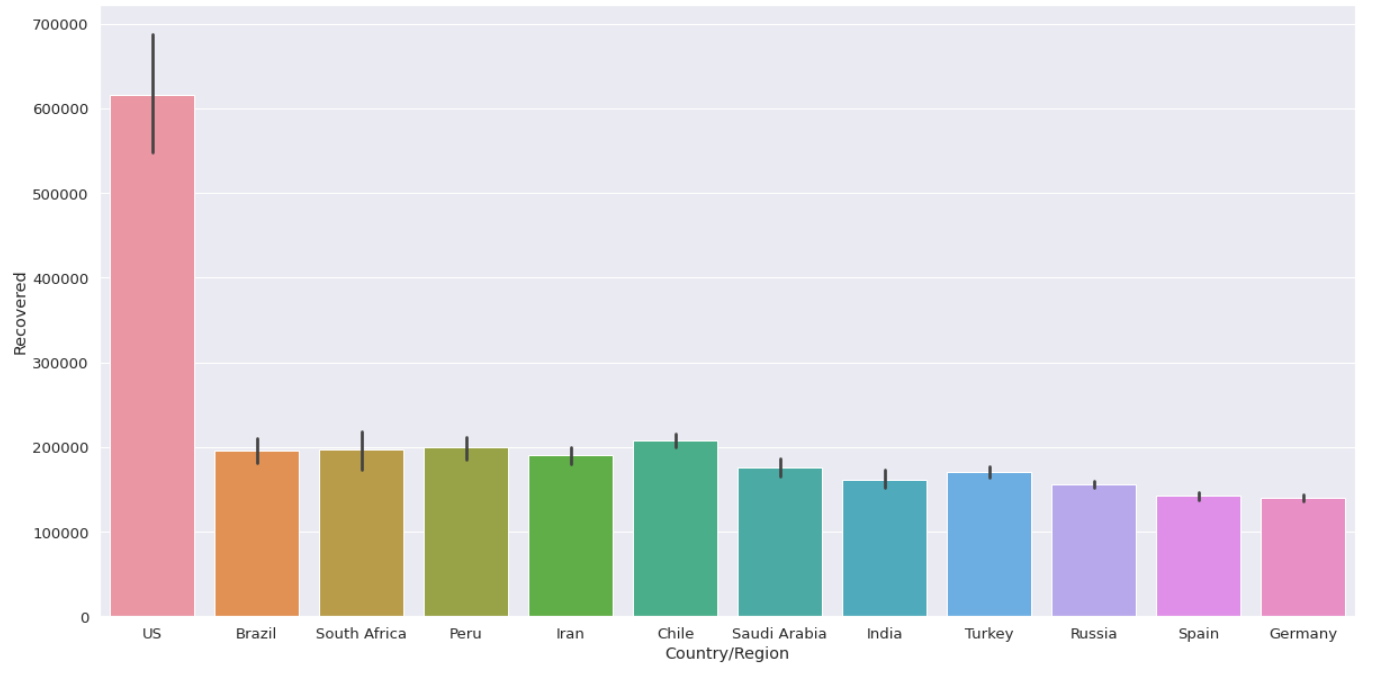 700000
600000
500000
400000
300000
200000
100000
0
Recovered
US Brazil South Africa Peru Iran Chile Saudi Arabia India Turkey Russia Spain Germany
Country/Region